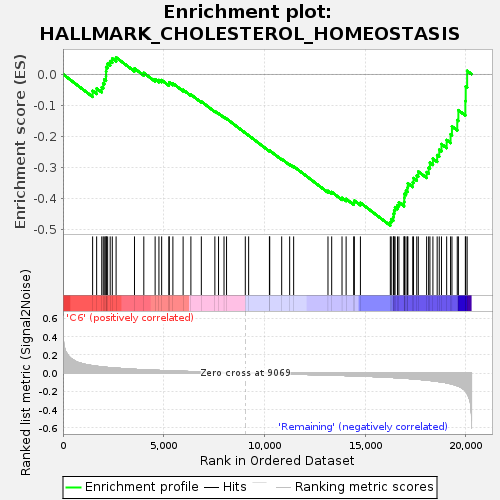 Enrichment plot:
HALLMARK_CHOLESTEROL_HOMEOSTASIS
Enrichment score (ES)
0.0
-0.1
-0.2
-0.3
-0.4
-0.5
Ranked list metric (Signal2Noise)
'C6' (positively correlated)
0.6
0.4
0.2
0.0
-0.2
-0.4
-0.6
Zero cross at 9069
'Remaining' (negatively correlated)
0
5,000
10,000
15,000
20,000
Rank in Ordered Dataset
Enrichment profile
Hits
Ranking metric scores